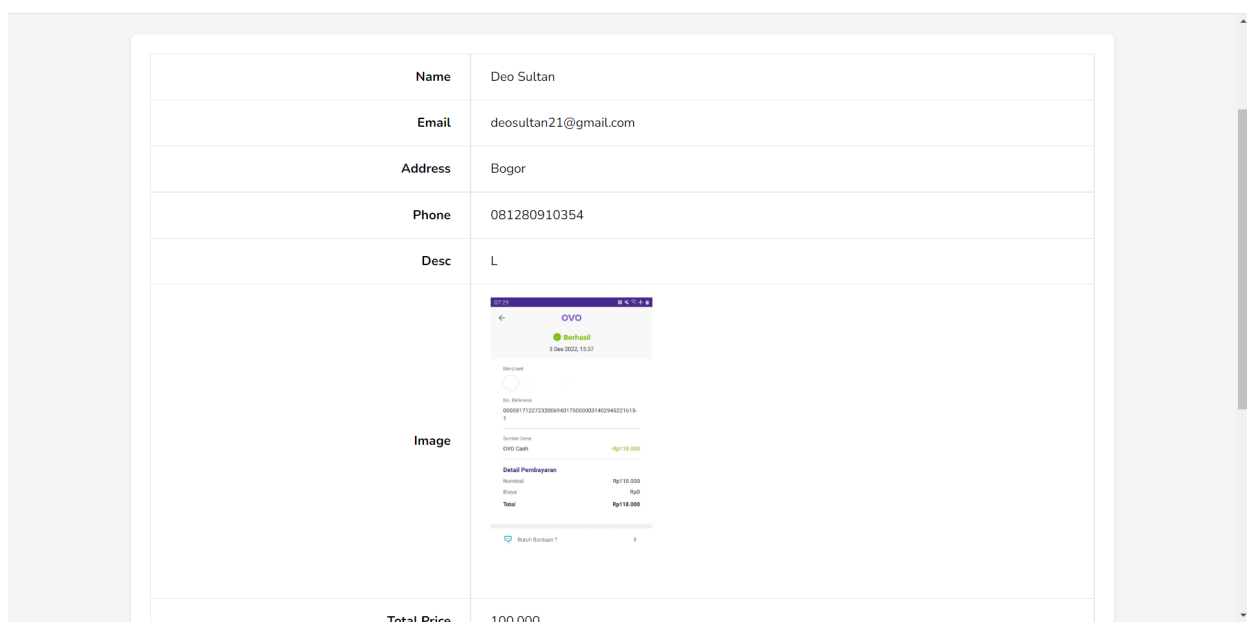 Name Deo Sultan
Email deosultan21@gmail.com
Address Bogor
Phone 081280910354
Desc L
Image
07:29
OVO
Berhasil
3 Des 2022, 15:37
Merchant
No. Referensi
Sumber Dana
OVO Cash -Rp118.000
Detail Pembayaran
Nominal Rp118.000
Biaya Rp0
Total Rp118.000
Butuh Bantuan ?
Total Price 100.000